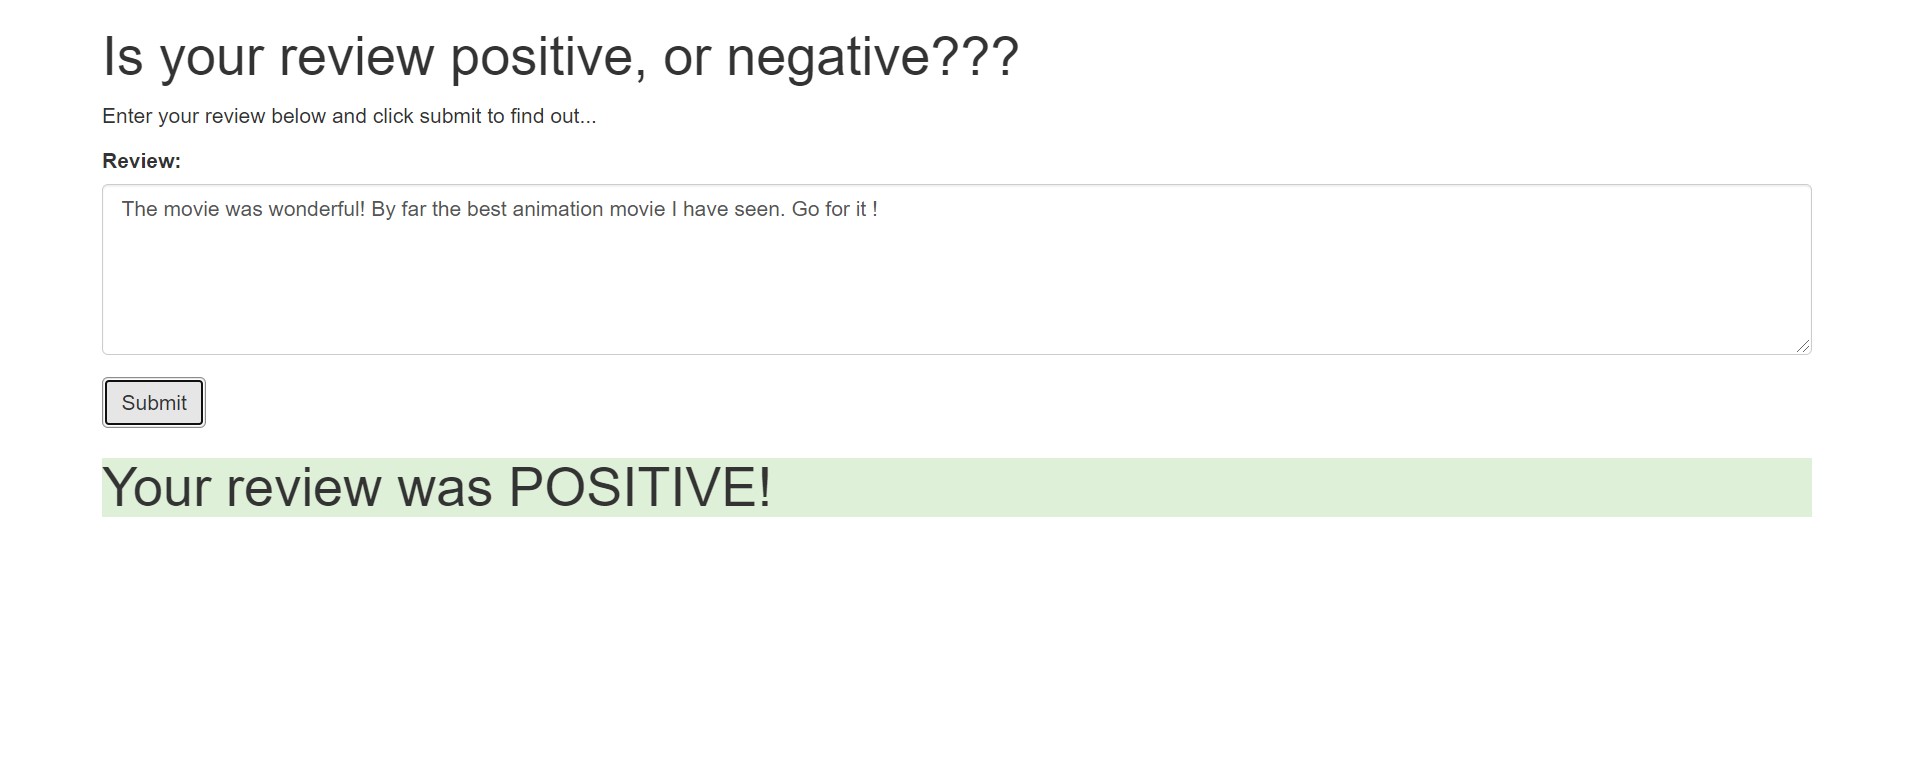 Is your review positive, or negative???
Enter your review below and click submit to find out...
Review:
The movie was wonderful! By far the best animation movie I have seen. Go for it !
Submit
Your review was POSITIVE!